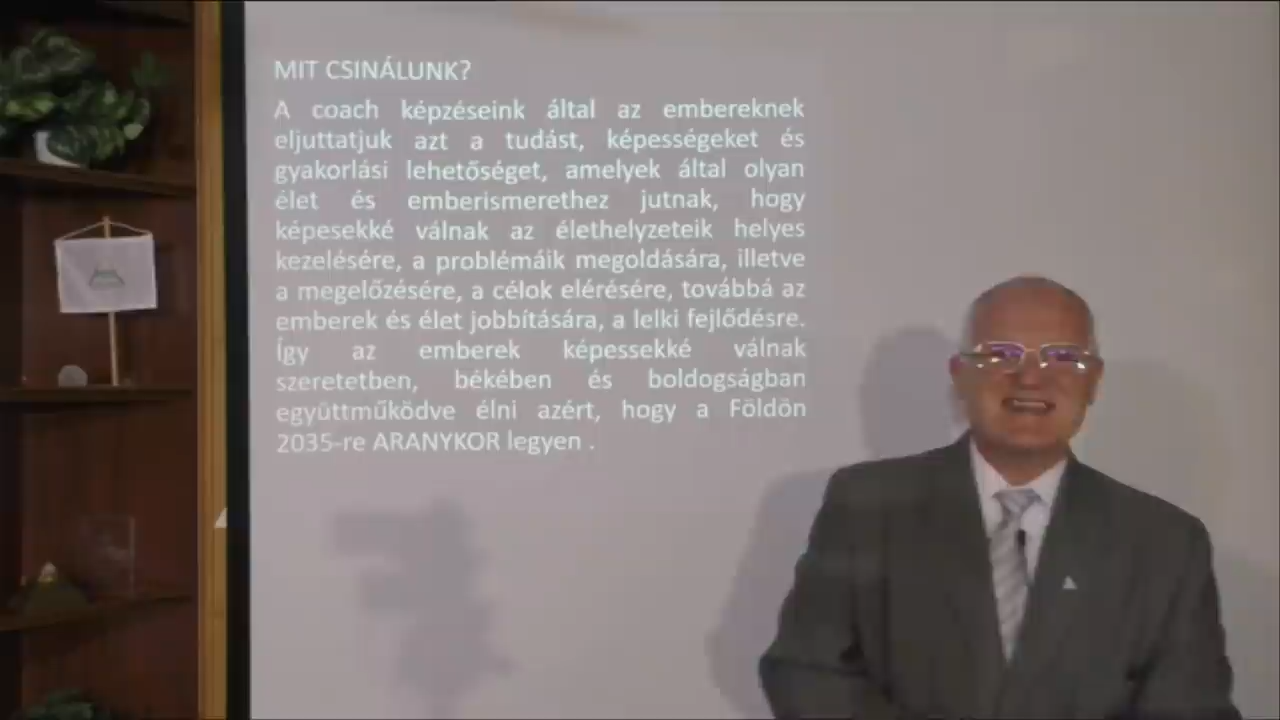 MIT CSINÁLUNK?
A coach képzéseink által az embereknek
eljuttatjuk azt a tudást, képességeket és
gyakorlási lehetőséget, amelyek által olyan
élet és emberismerethez jutnak, hogy
képesekké válnak az élethelyzeteik helyes
kezelésére, a problémáik megoldására, illetve
a megelőzésére, a célok elérésére, továbbá az
emberek és élet jobbítására, a lelki fejlődésre.
Így az emberek képessekké válnak
szeretetben, békében és boldogságban
együttműködve élni azért, hogy a Földön
2035-re ARANYKOR legyen .